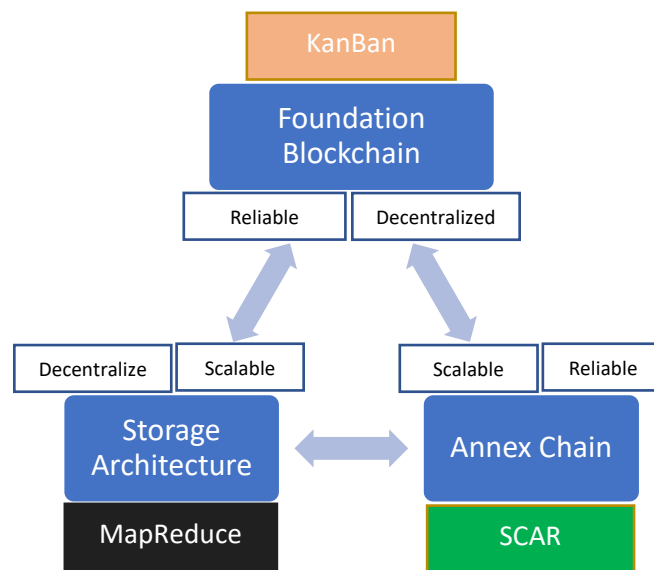 KanBan
Foundation
Blockchain
Reliable
Decentralized
Decentralize
Scalable
Scalable
Reliable
Storage
Architecture
Annex Chain
MapReduce
SCAR